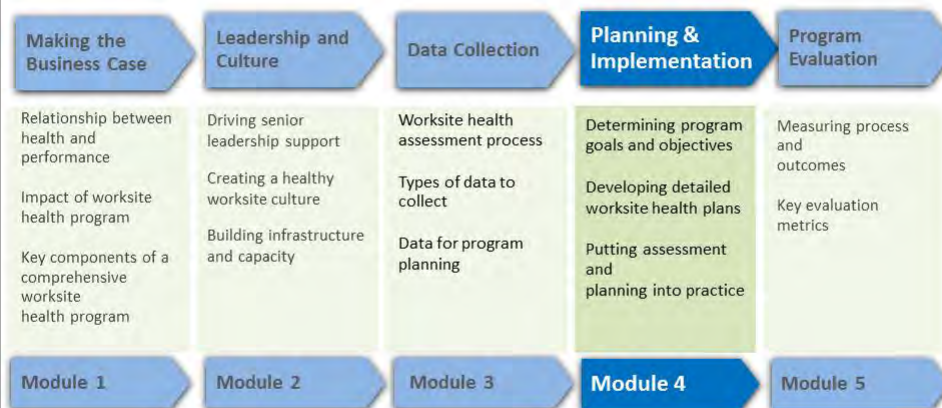 Making the
Business Case
Leadership and
Culture
Data Collection
Planning &
Implementation
Program
Evaluation
Relationship between
health and
performance
Impact of worksite
health program
Key components of a
comprehensive
worksite
health program
Driving senior
leadership support
Creating a healthy
worksite culture
Building infrastructure
and capacity
Worksite health
assessment process
Types of data to
collect
Data for program
planning
Determining program
goals and objectives
Developing detailed
worksite health plans
Putting assessment
and
planning into practice
Measuring process
and
outcomes
Key evaluation
metrics
Module 1
Module 2
Module 3
Module 4
Module 5